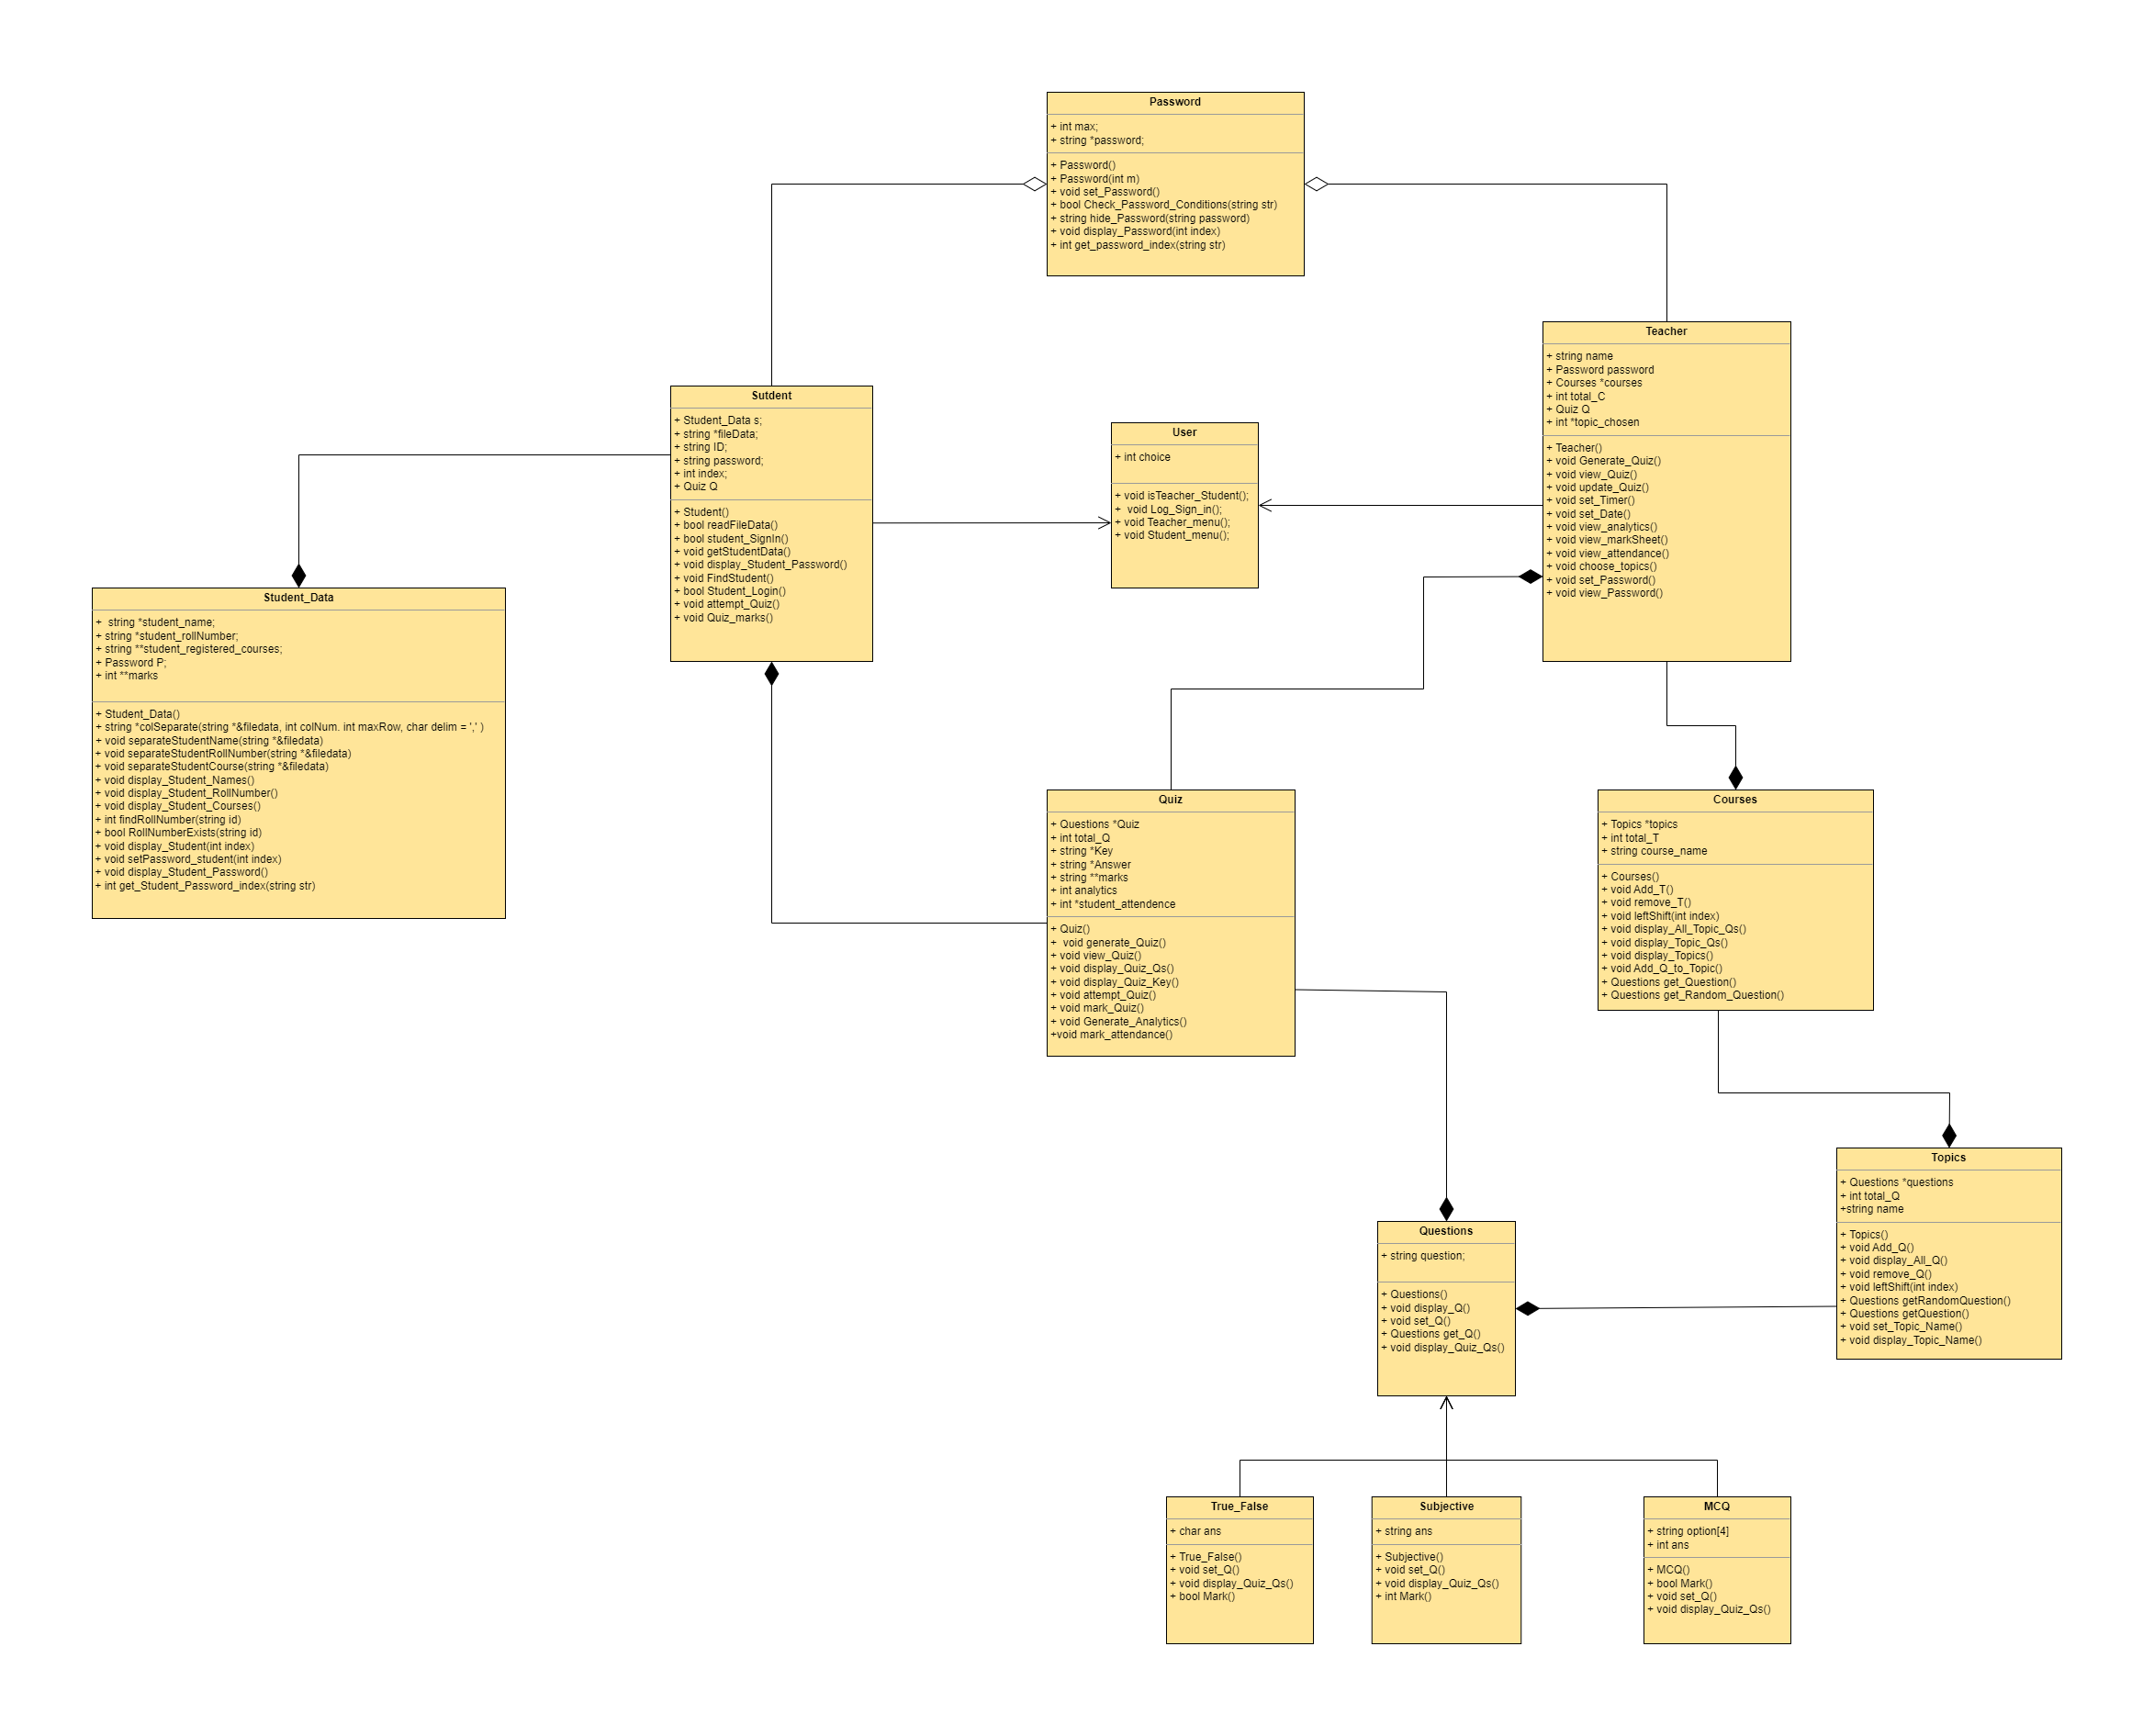 Password
+ int max;
+ string *password;
+ Password()
+ Password(int m)
+ void set_Password()
+ bool Check_Password_Conditions(string str)
+ string hide_Password(string password)
+ void display_Password(int index)
+ int get_password_index(string str)
Teacher
+ string name
+ Password password
+ Courses *courses
+ int total_C
+ Quiz Q
+ int *topic_chosen
+ Teacher()
+ void Generate_Quiz()
+ void view_Quiz()
+ void update_Quiz()
+ void set_Timer()
+ void set_Date()
+ void view_analytics()
+ void view_markSheet()
+ void view_attendance()
+ void choose_topics()
+ void set_Password()
+ void view_Password()
Sutdent
+ Student_Data s;
+ string *fileData;
+ string ID;
+ string password;
+ int index;
+ Quiz Q
+ Student()
+ bool readFileData()
+ bool student_SignIn()
+ void getStudentData()
+ void display_Student_Password()
+ void FindStudent()
+ bool Student_Login()
+ void attempt_Quiz()
+ void Quiz_marks()
User
+ int choice
+ void isTeacher_Student();
+  void Log_Sign_in();
+ void Teacher_menu();
+ void Student_menu();
Student_Data
+  string *student_name;
+ string *student_rollNumber;
+ string **student_registered_courses;
+ Password P;
+ int **marks
+ Student_Data()
+ string *colSeparate(string *&filedata, int colNum. int maxRow, char delim = ',' )
+ void separateStudentName(string *&filedata)
+ void separateStudentRollNumber(string *&filedata)
+ void separateStudentCourse(string *&filedata)
+ void display_Student_Names()
+ void display_Student_RollNumber()
+ void display_Student_Courses()
+ int findRollNumber(string id)
+ bool RollNumberExists(string id)
+ void display_Student(int index)
+ void setPassword_student(int index)
+ void display_Student_Password()
+ int get_Student_Password_index(string str)
Quiz
+ Questions *Quiz
+ int total_Q
+ string *Key
+ string *Answer
+ string **marks
+ int analytics
+ int *student_attendence
+ Quiz()
+  void generate_Quiz()
+ void view_Quiz()
+ void display_Quiz_Qs()
+ void display_Quiz_Key()
+ void attempt_Quiz()
+ void mark_Quiz()
+ void Generate_Analytics()
+void mark_attendance()
Courses
+ Topics *topics
+ int total_T
+ string course_name
+ Courses()
+ void Add_T()
+ void remove_T()
+ void leftShift(int index)
+ void display_All_Topic_Qs()
+ void display_Topic_Qs()
+ void display_Topics()
+ void Add_Q_to_Topic()
+ Questions get_Question()
+ Questions get_Random_Question()
Topics
+ Questions *questions
+ int total_Q
+string name
+ Topics()
+ void Add_Q()
+ void display_All_Q()
+ void remove_Q()
+ void leftShift(int index)
+ Questions getRandomQuestion()
+ Questions getQuestion()
+ void set_Topic_Name()
+ void display_Topic_Name()
Questions
+ string question;
+ Questions()
+ void display_Q()
+ void set_Q()
+ Questions get_Q()
+ void display_Quiz_Qs()
True_False
+ char ans
+ True_False()
+ void set_Q()
+ void display_Quiz_Qs()
+ bool Mark()
Subjective
+ string ans
+ Subjective()
+ void set_Q()
+ void display_Quiz_Qs()
+ int Mark()
MCQ
+ string option[4]
+ int ans
+ MCQ()
+ bool Mark()
+ void set_Q()
+ void display_Quiz_Qs()